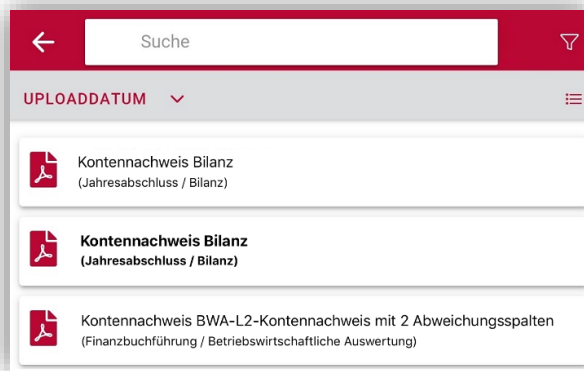 Suche
UPLOADDATUM
Kontennachweis Bilanz
(Jahresabschluss / Bilanz)
Kontennachweis Bilanz
(Jahresabschluss / Bilanz)
Kontennachweis BWA-L2-Kontennachweis mit 2 Abweichungsspalten
(Finanzbuchführung / Betriebswirtschaftliche Auswertung)